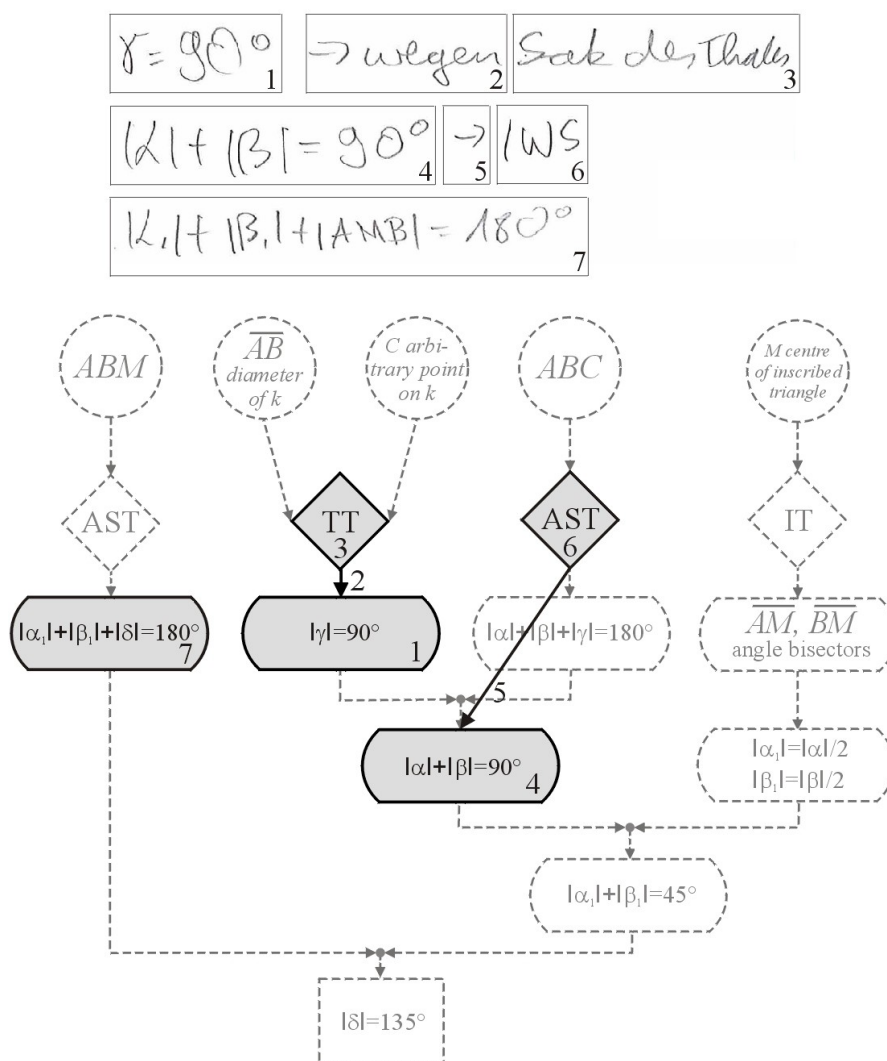 γ = 90° 1 → wegen 2 Satz des Thales 3
|α| + |β| = 90° 4 → 5 IWS 6
|α₁| + |β₁| + |AMB| = 180° 7
ABM
AB diameter of k
C arbi-trary point on k
ABC
M centre of inscribed triangle
AST
TT 3
AST 6
IT
2
|α₁|+|β₁|+|δ|=180° 7
|γ|=90° 1
|α|+|β|+|γ|=180°
AM, BM angle bisectors
5
|α|+|β|=90° 4
|α₁|=|α|/2
|β₁|=|β|/2
|α₁|+|β₁|=45°
|δ|=135°